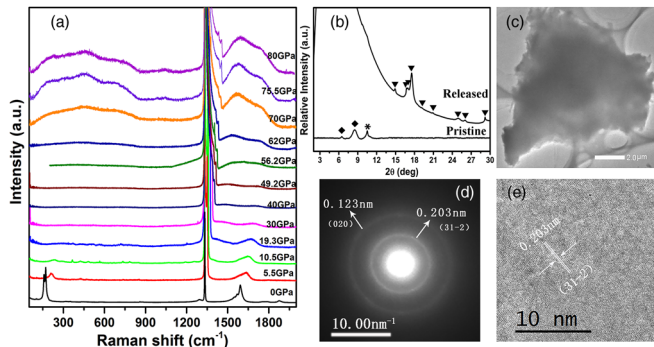 (a)
80GPa
75.5GPa
70GPa
62GPa
56.2GPa
49.2GPa
40GPa
30GPa
19.3GPa
10.5GPa
5.5GPa
0GPa
Intensity (a.u.)
300 600 900 1200 1500 1800
Raman shift (cm⁻¹)
(b)
Relative Intensity (a.u.)
Released
Pristine
*
3 6 9 12 15 18 21 24 27 30
2θ (deg)
(c)
2.0μm
(d)
0.123nm
(020)
0.203nm
(31-2)
10.00nm⁻¹
(e)
0.203nm
(31-2)
10 nm